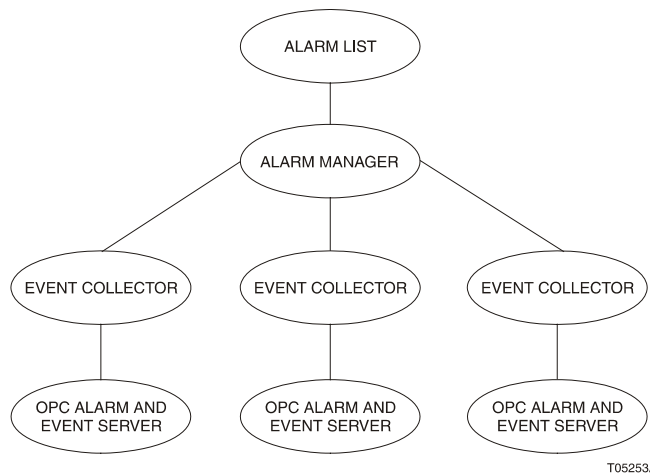 ALARM LIST
ALARM MANAGER
EVENT COLLECTOR
EVENT COLLECTOR
EVENT COLLECTOR
OPC ALARM AND
EVENT SERVER
OPC ALARM AND
EVENT SERVER
OPC ALARM AND
EVENT SERVER
T05253.